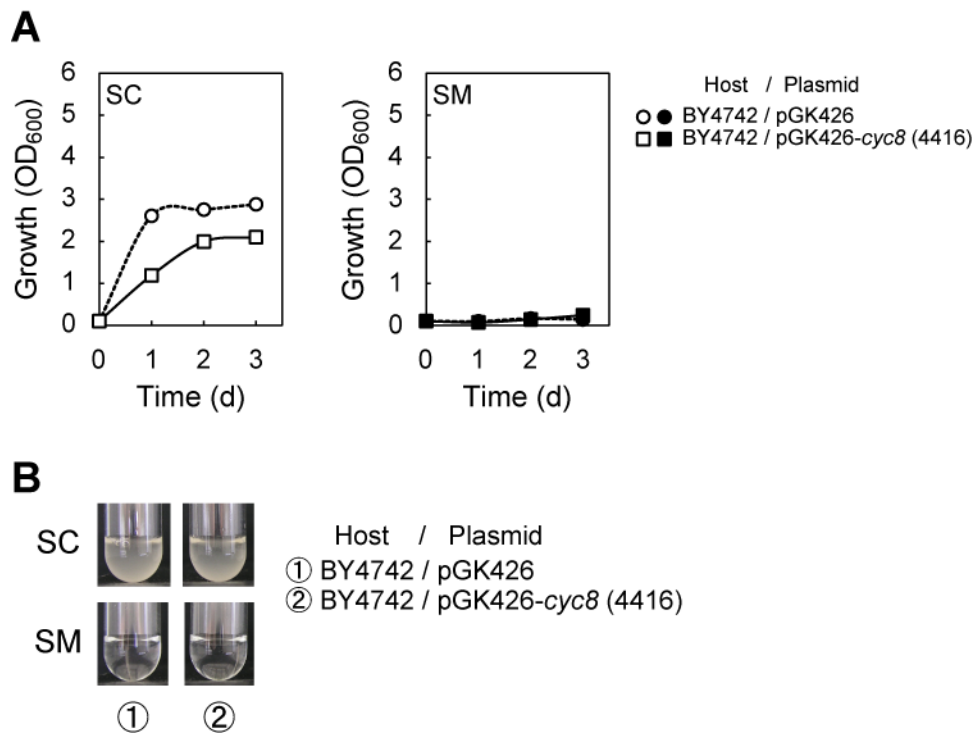 A
6
5
4
3
2
1
0
Growth (OD600)
SC
0 1 2 3
Time (d)
6
5
4
3
2
1
0
Growth (OD600)
SM
0 1 2 3
Time (d)
Host / Plasmid
BY4742 / pGK426
BY4742 / pGK426-cyc8 (4416)
B
SC
SM
① ②
Host / Plasmid
① BY4742 / pGK426
② BY4742 / pGK426-cyc8 (4416)